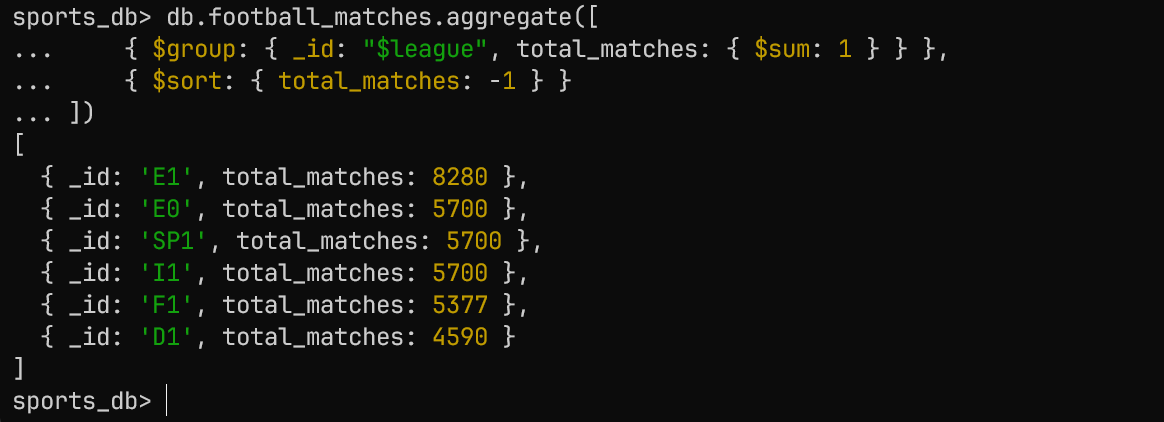 sports_db> db.football_matches.aggregate([
...     { $group: { _id: "$league", total_matches: { $sum: 1 } } },
...     { $sort: { total_matches: -1 } }
... ])
[
  { _id: 'E1', total_matches: 8280 },
  { _id: 'E0', total_matches: 5700 },
  { _id: 'SP1', total_matches: 5700 },
  { _id: 'I1', total_matches: 5700 },
  { _id: 'F1', total_matches: 5377 },
  { _id: 'D1', total_matches: 4590 }
]
sports_db>